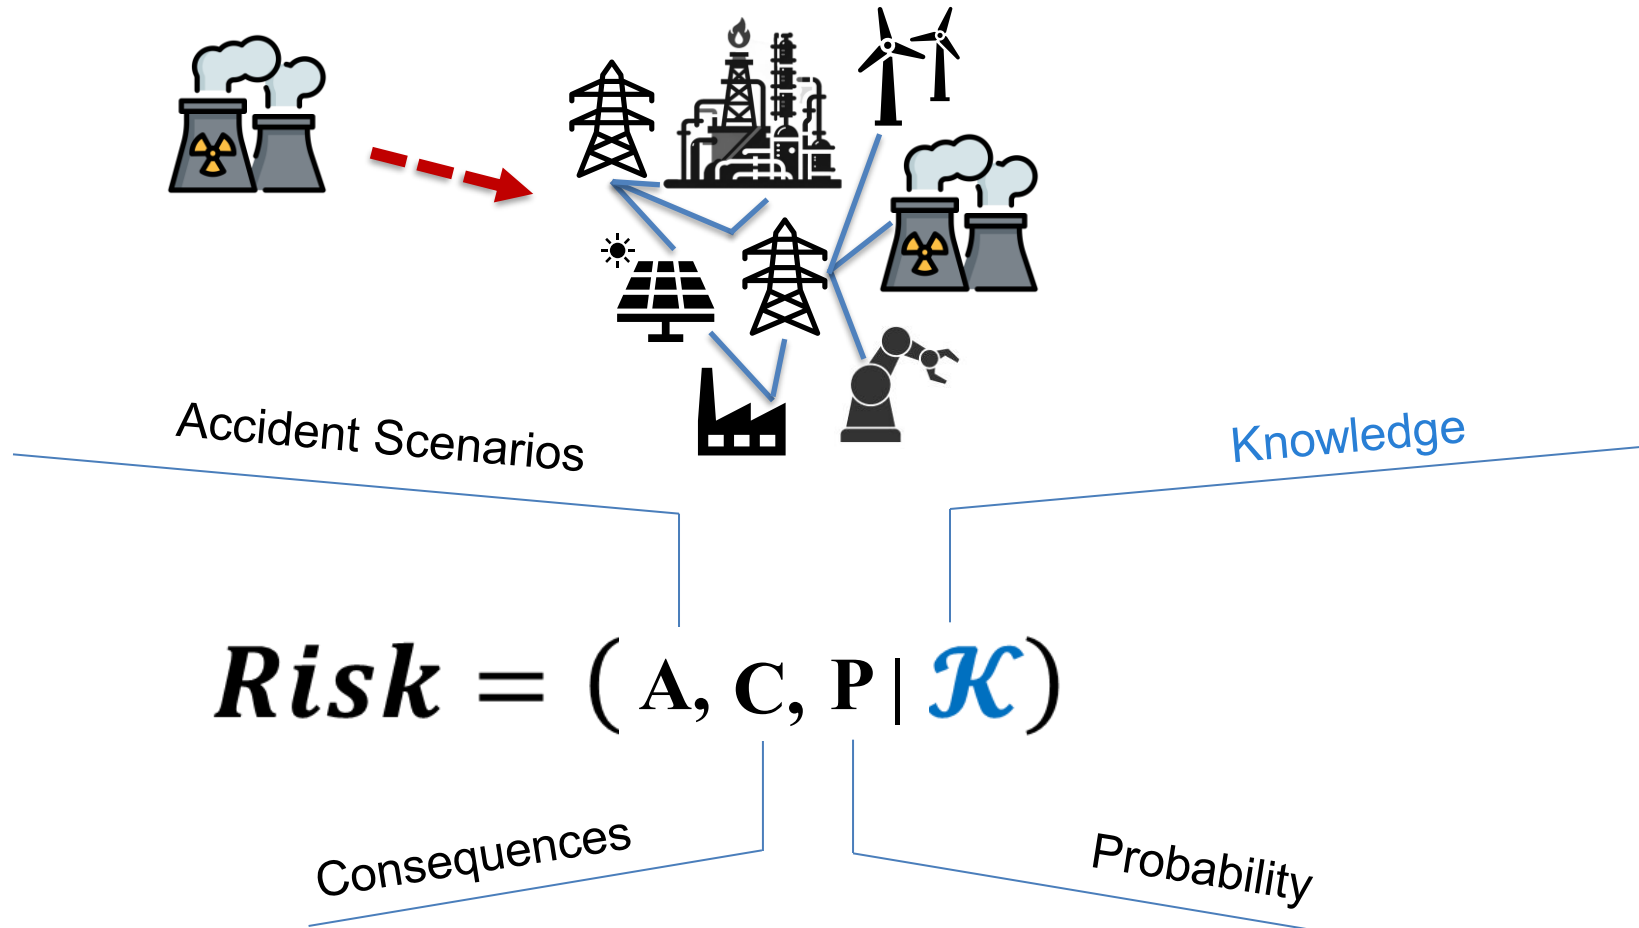 Accident Scenarios
Knowledge
Risk = ( A, C, P | 𝒦)
Consequences
Probability